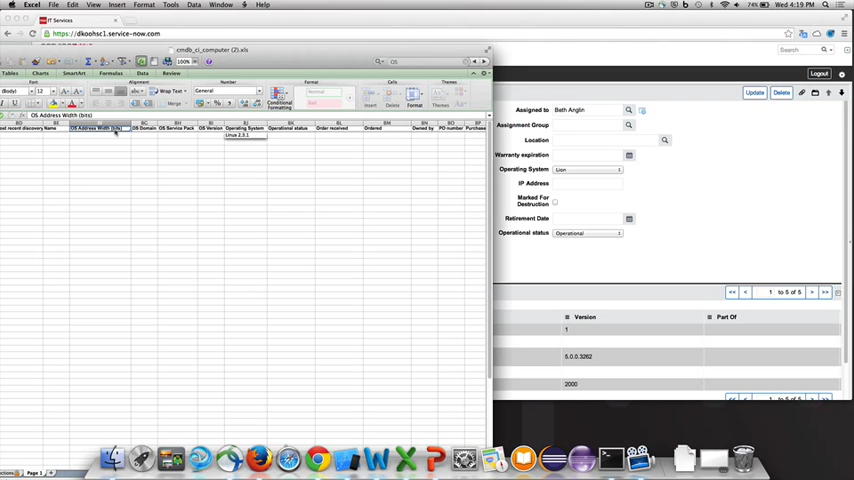 Excel File Edit View Insert Format Tools Data Window Help
Wed 4:19 PM
IT Services
https://dkoohsc1.service-now.com
Search
cmdb_ci_computer (2).xls
100%
OS
Tables Charts SmartArt Formulas Data Review
Logout
Font Alignment Number Format Cells Themes
(Body) 12 abc Wrap Text General Normal
Merge Bad
Conditional Formatting
Insert Delete Format Themes
OS Address Width (bits)
BD BE BG BH BI BJ BK BL BM BN BO BP
ost recent discovery Name OS Address Width (bits) OS Domain OS Service Pack OS Version Operating System Operational status Order received Ordered Owned by PO number Purchase
Linux 2.3.1
Update Delete
Assigned to Beth Anglin
Assignment Group
Location
Warranty expiration
Operating System Lion
IP Address
Marked For
Destruction
Retirement Date
Operational status Operational
<< < 1 to 5 of 5 > >>
Version Part Of
1
5.0.0.3262
2000
Page 1